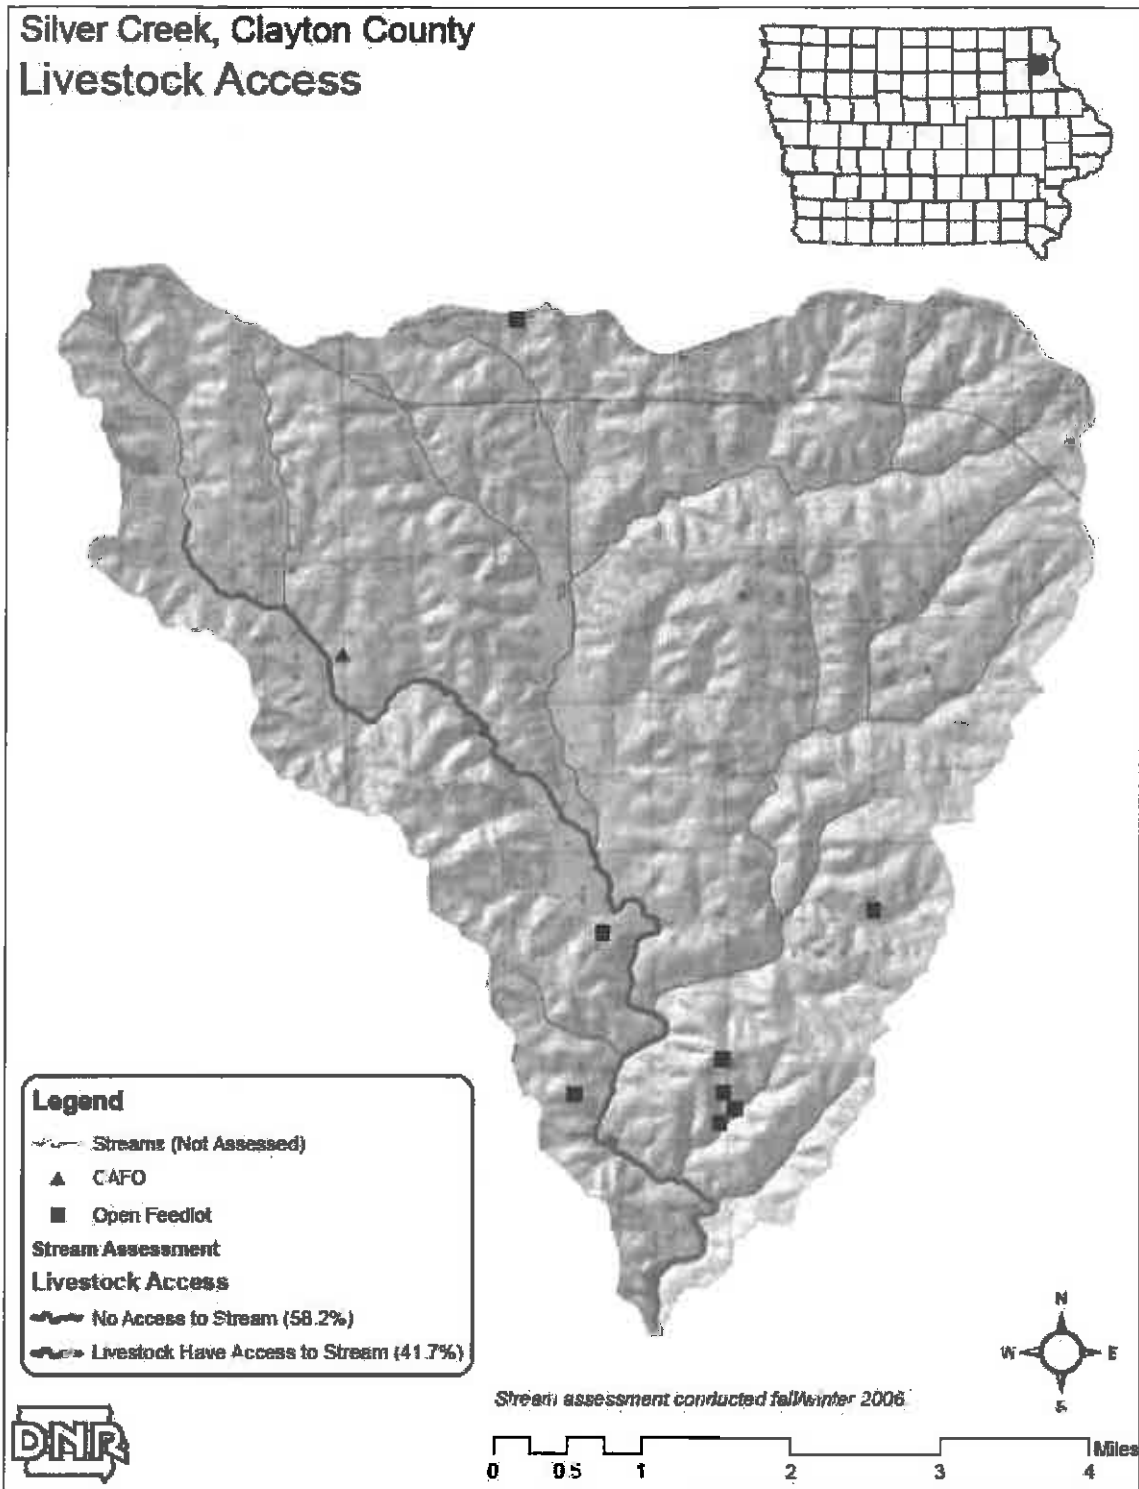 Silver Creek, Clayton County
Livestock Access
Legend
Streams (Not Assessed)
CAFO
Open Feedlot
Stream Assessment
Livestock Access
No Access to Stream (58.2%)
Livestock Have Access to Stream (41.7%)
N
W E
S
Stream assessment conducted fall/winter 2006
DNR
Miles
0 0.5 1 2 3 4